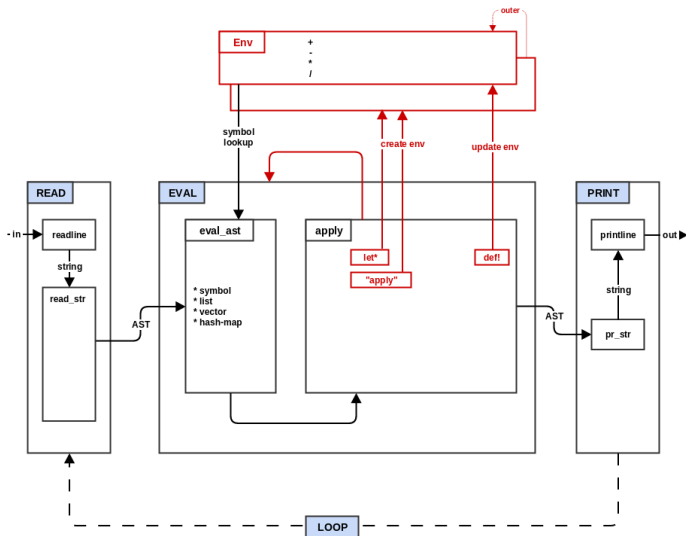 outer
Env
+
-
*
/
symbol
lookup
create env
update env
READ
EVAL
PRINT
- in
readline
eval_ast
apply
printline
out
let*
def!
string
"apply"
read_str
* symbol
* list
* vector
* hash-map
string
AST
AST
pr_str
LOOP